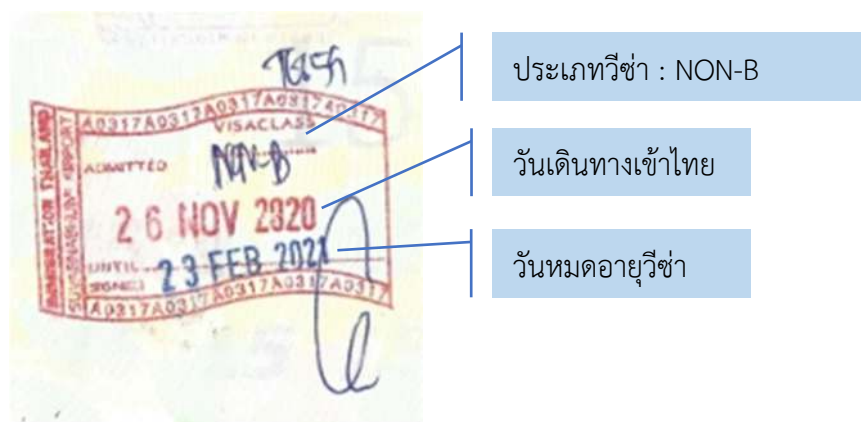 A0317A0317A0317A0317A0317
VISACLASS
ADMITTED
NON-B
26 NOV 2020
UNTIL
23 FEB 2021
SIGNED
A0317A0317A0317A0317A0317
IMMIGRATION THAILAND
SUVARNABHUMI AIRPORT
ประเภทวีซ่า : NON-B
วันเดินทางเข้าไทย
วันหมดอายุวีซ่า